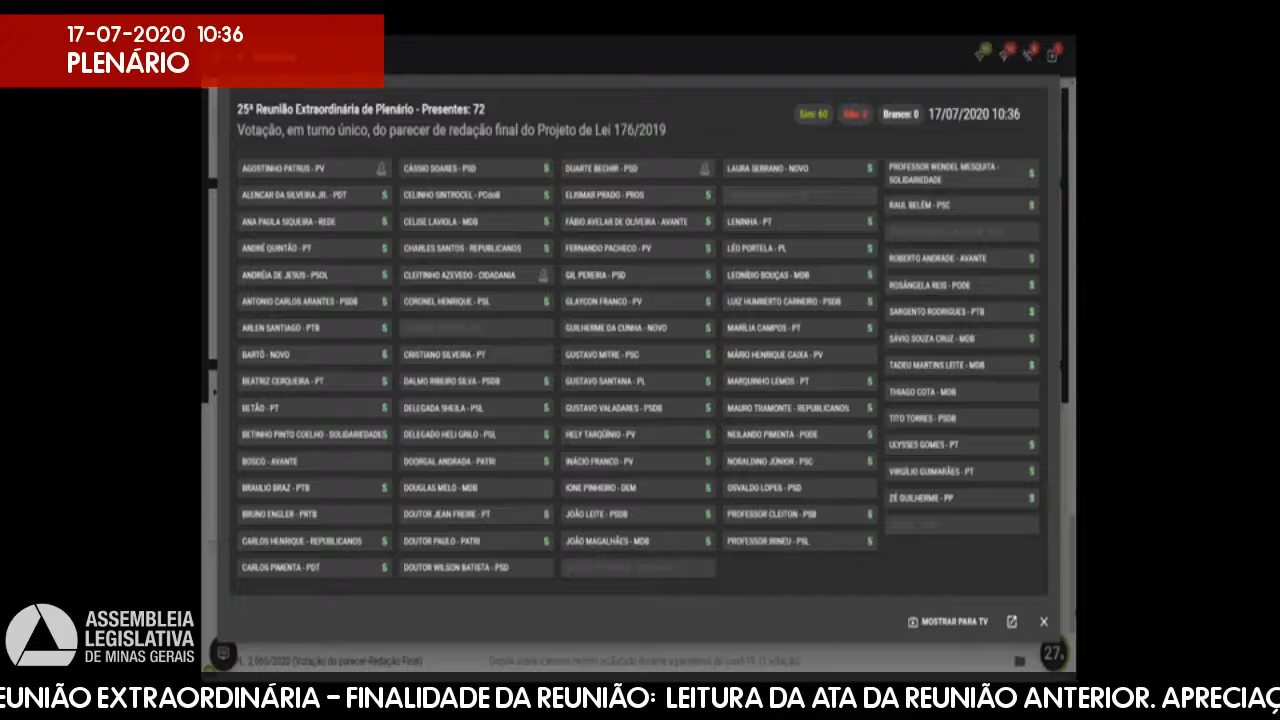 17-07-2020 10:36
PLENÁRIO
25ª Reunião Extraordinária de Plenário - Presentes: 72
Sim: 60
Branco: 0
17/07/2020 10:36
Votação, em turno único, do parecer de redação final do Projeto de Lei 176/2019
AGOSTINHO PATRUS - PV
ALENCAR DA SILVEIRA JR. - PDT S
ANA PAULA SIQUEIRA - REDE S
ANDRÉ QUINTÃO - PT S
ANDRÉIA DE JESUS - PSOL S
ANTONIO CARLOS ARANTES - PSDB S
ARLEN SANTIAGO - PTB S
BARTÔ - NOVO S
BEATRIZ CERQUEIRA - PT S
BETÃO - PT S
BETINHO PINTO COELHO - SOLIDARIEDADE S
BOSCO - AVANTE
BRAULIO BRAZ - PTB S
BRUNO ENGLER - PRTB
CARLOS HENRIQUE - REPUBLICANOS S
CARLOS PIMENTA - PDT S
CÁSSIO SOARES - PSD S
CELINHO SINTROCEL - PCdoB S
CELISE LAVIOLA - MDB S
CHARLES SANTOS - REPUBLICANOS S
CLEITINHO AZEVEDO - CIDADANIA
CORONEL HENRIQUE - PSL S
CRISTIANO SILVEIRA - PT
DALMO RIBEIRO SILVA - PSDB S
DELEGADA SHEILA - PSL S
DELEGADO HELI GRILO - PSL S
DOORGAL ANDRADA - PATRI S
DOUGLAS MELO - MDB
DOUTOR JEAN FREIRE - PT S
DOUTOR PAULO - PATRI S
DOUTOR WILSON BATISTA - PSD
DUARTE BECHIR - PSD
ELISMAR PRADO - PROS S
FÁBIO AVELAR DE OLIVEIRA - AVANTE S
FERNANDO PACHECO - PV S
GIL PEREIRA - PSD S
GLAYCON FRANCO - PV S
GUILHERME DA CUNHA - NOVO S
GUSTAVO MITRE - PSC S
GUSTAVO SANTANA - PL S
GUSTAVO VALADARES - PSDB S
HELY TARQÜÍNIO - PV S
INÁCIO FRANCO - PV S
IONE PINHEIRO - DEM S
JOÃO LEITE - PSDB S
JOÃO MAGALHÃES - MDB S
LAURA SERRANO - NOVO S
LENINHA - PT S
LÉO PORTELA - PL S
LEONÍDIO BOUÇAS - MDB S
LUIZ HUMBERTO CARNEIRO - PSDB S
MARÍLIA CAMPOS - PT S
MÁRIO HENRIQUE CAIXA - PV
MARQUINHO LEMOS - PT S
MAURO TRAMONTE - REPUBLICANOS S
NEILANDO PIMENTA - PODE S
NORALDINO JÚNIOR - PSC S
OSVALDO LOPES - PSD
PROFESSOR CLEITON - PSB S
PROFESSOR IRINEU - PSL S
PROFESSOR WENDEL MESQUITA -
SOLIDARIEDADE S
RAUL BELÉM - PSC S
ROBERTO ANDRADE - AVANTE S
ROSÂNGELA REIS - PODE S
SARGENTO RODRIGUES - PTB S
SÁVIO SOUZA CRUZ - MDB S
TADEU MARTINS LEITE - MDB S
THIAGO COTA - MDB
TITO TORRES - PSDB
ULYSSES GOMES - PT S
VIRGÍLIO GUIMARÃES - PT S
ZÉ GUILHERME - PP S
MOSTRAR PARA TV
PL 2.065/2020 (Votação do parecer-Redação Final)
27.
ASSEMBLEIA
LEGISLATIVA
DE MINAS GERAIS
EUNIÃO EXTRAORDINÁRIA - FINALIDADE DA REUNIÃO: LEITURA DA ATA DA REUNIÃO ANTERIOR. APRECIAÇ